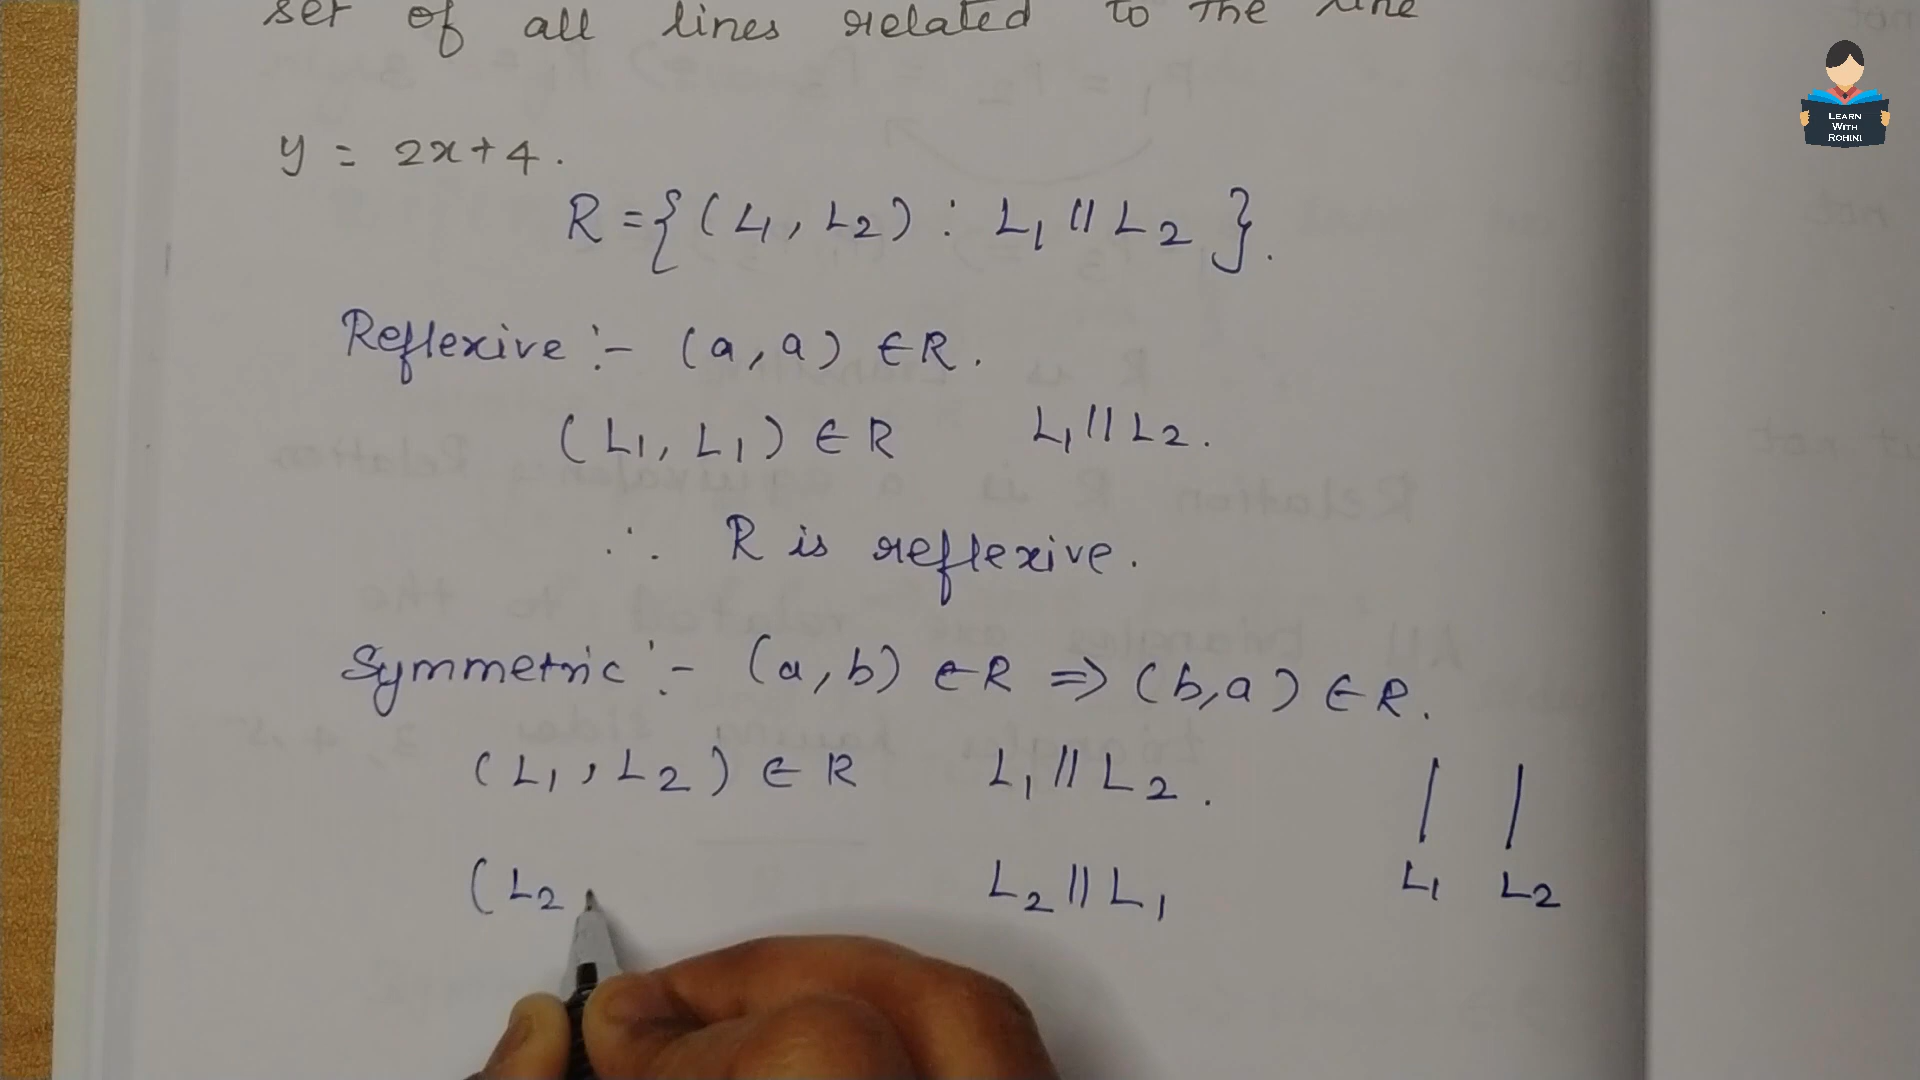 set of all lines related to the line
y = 2x+4.
R = { (L1, L2) : L1 || L2 }.
Reflexive :- (a, a) ∈ R.
(L1, L1) ∈ R L1 || L2.
∴ R is reflexive.
Symmetric :- (a, b) ∈ R ⇒ (b, a) ∈ R.
(L1, L2) ∈ R L1 || L2.
(L2 L2 || L1
L1 L2
LEARN
WITH
ROHINI